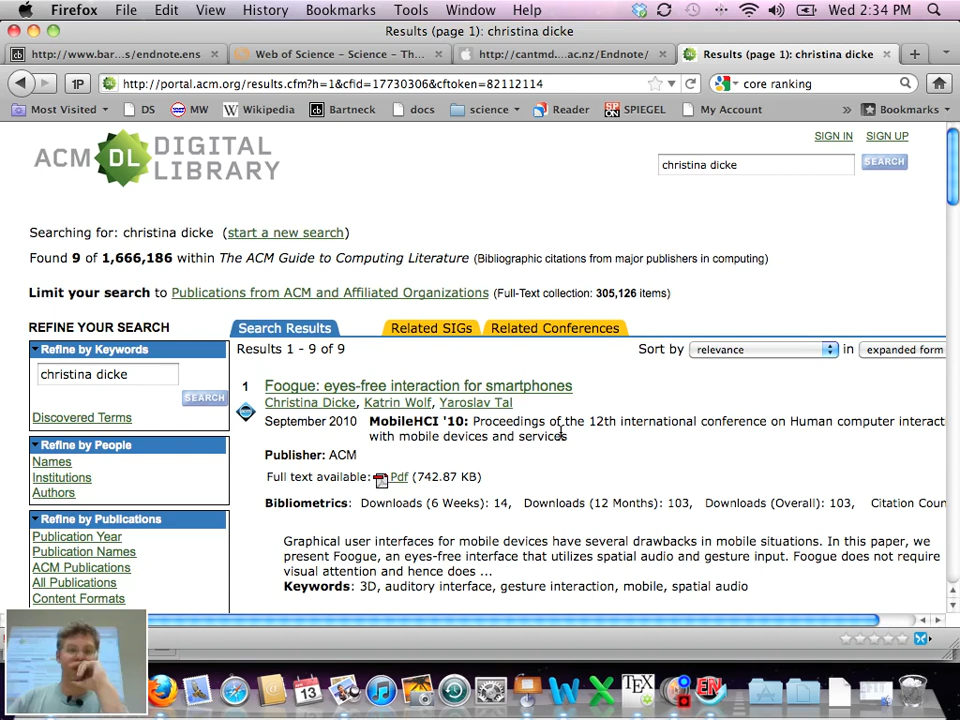 Firefox File Edit View History Bookmarks Tools Window Help Wed 2:34 PM
Results (page 1): christina dicke
http://www.bar...s/endnote.ens Web of Science - Th... http://cantmd...ac.nz/Endnote/ Results (page 1): christina dicke
1P http://portal.acm.org/results.cfm?h=1&cfid=17730306&cftoken=82112114 core ranking
Most Visited DS MW Wikipedia Bartneck docs science Reader SPIEGEL My Account » Bookmarks
SIGN IN SIGN UP
ACM DL DIGITAL LIBRARY
christina dicke SEARCH
Searching for: christina dicke (start a new search)
Found 9 of 1,666,186 within The ACM Guide to Computing Literature (Bibliographic citations from major publishers in computing)
Limit your search to Publications from ACM and Affiliated Organizations (Full-Text collection: 305,126 items)
REFINE YOUR SEARCH
Refine by Keywords
christina dicke
SEARCH
Discovered Terms
Refine by People
Names
Institutions
Authors
Refine by Publications
Publication Year
Publication Names
ACM Publications
All Publications
Content Formats
Search Results Related SIGs Related Conferences
Results 1 - 9 of 9 Sort by relevance in expanded form
1 Foogue: eyes-free interaction for smartphones
Christina Dicke, Katrin Wolf, Yaroslav Tal
September 2010 MobileHCI '10: Proceedings of the 12th international conference on Human computer interact
with mobile devices and services
Publisher: ACM
Full text available: Pdf (742.87 KB)
Bibliometrics: Downloads (6 Weeks): 14, Downloads (12 Months): 103, Downloads (Overall): 103, Citation Coun
Graphical user interfaces for mobile devices have several drawbacks in mobile situations. In this paper, we
present Foogue, an eyes-free interface that utilizes spatial audio and gesture input. Foogue does not require
visual attention and hence does ...
Keywords: 3D, auditory interface, gesture interaction, mobile, spatial audio
13
TEX
EN